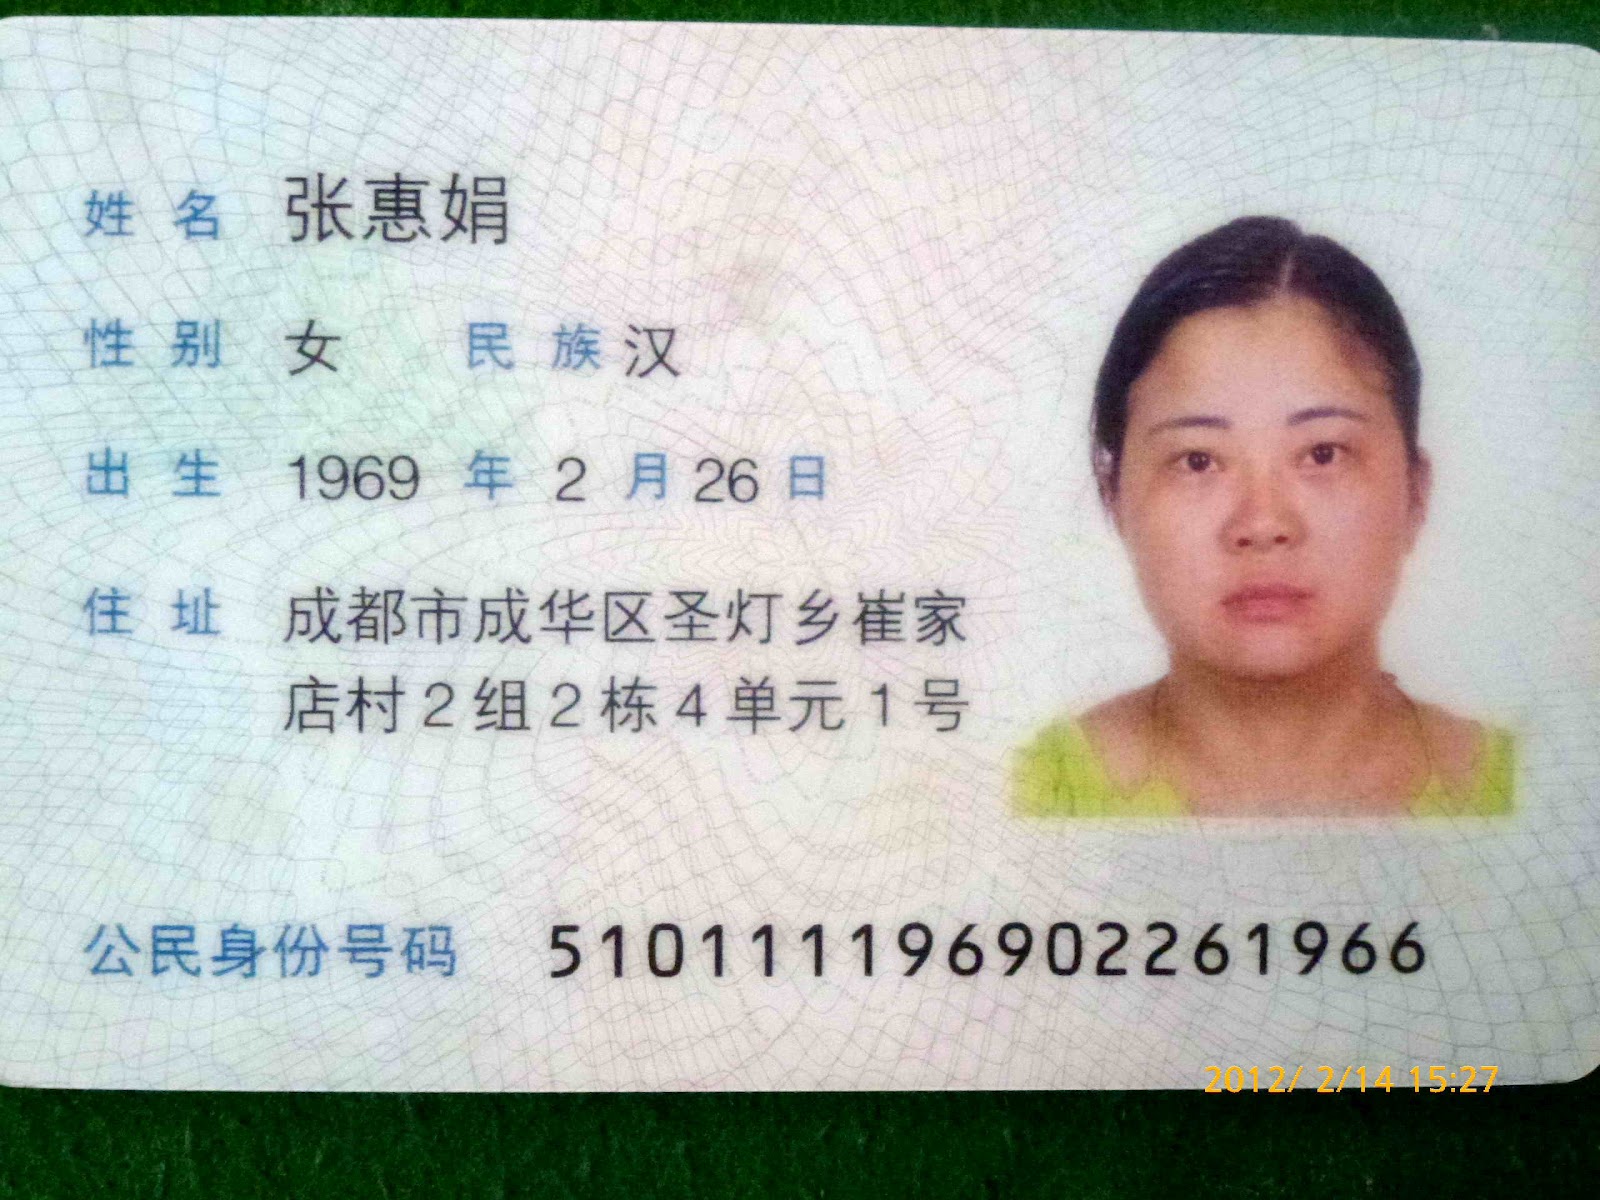 姓名 张惠娟
性别 女 民族 汉
出生 1969 年 2 月 26 日
住址 成都市成华区圣灯乡崔家
店村2组2栋4单元1号
公民身份号码 510111196902261966
2012/ 2/14 15:27